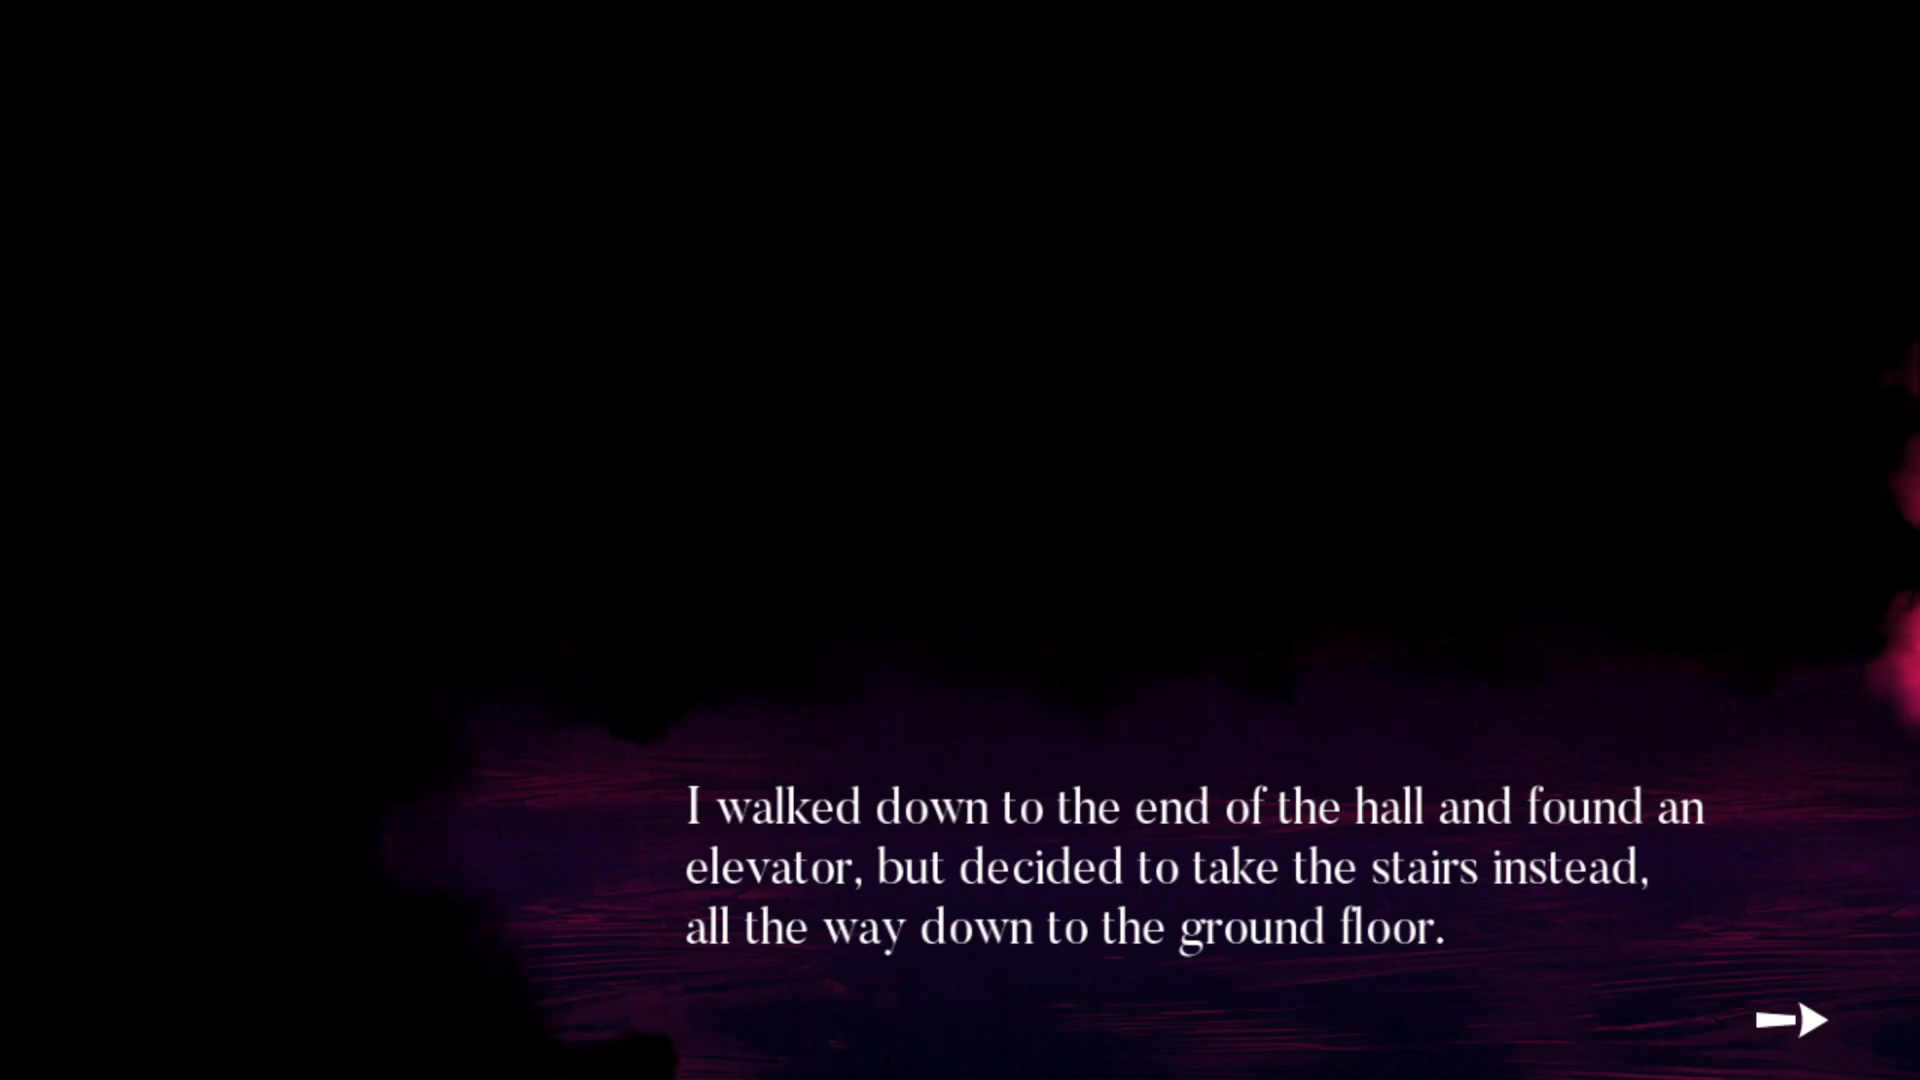 I walked down to the end of the hall and found an
elevator, but decided to take the stairs instead,
all the way down to the ground floor.